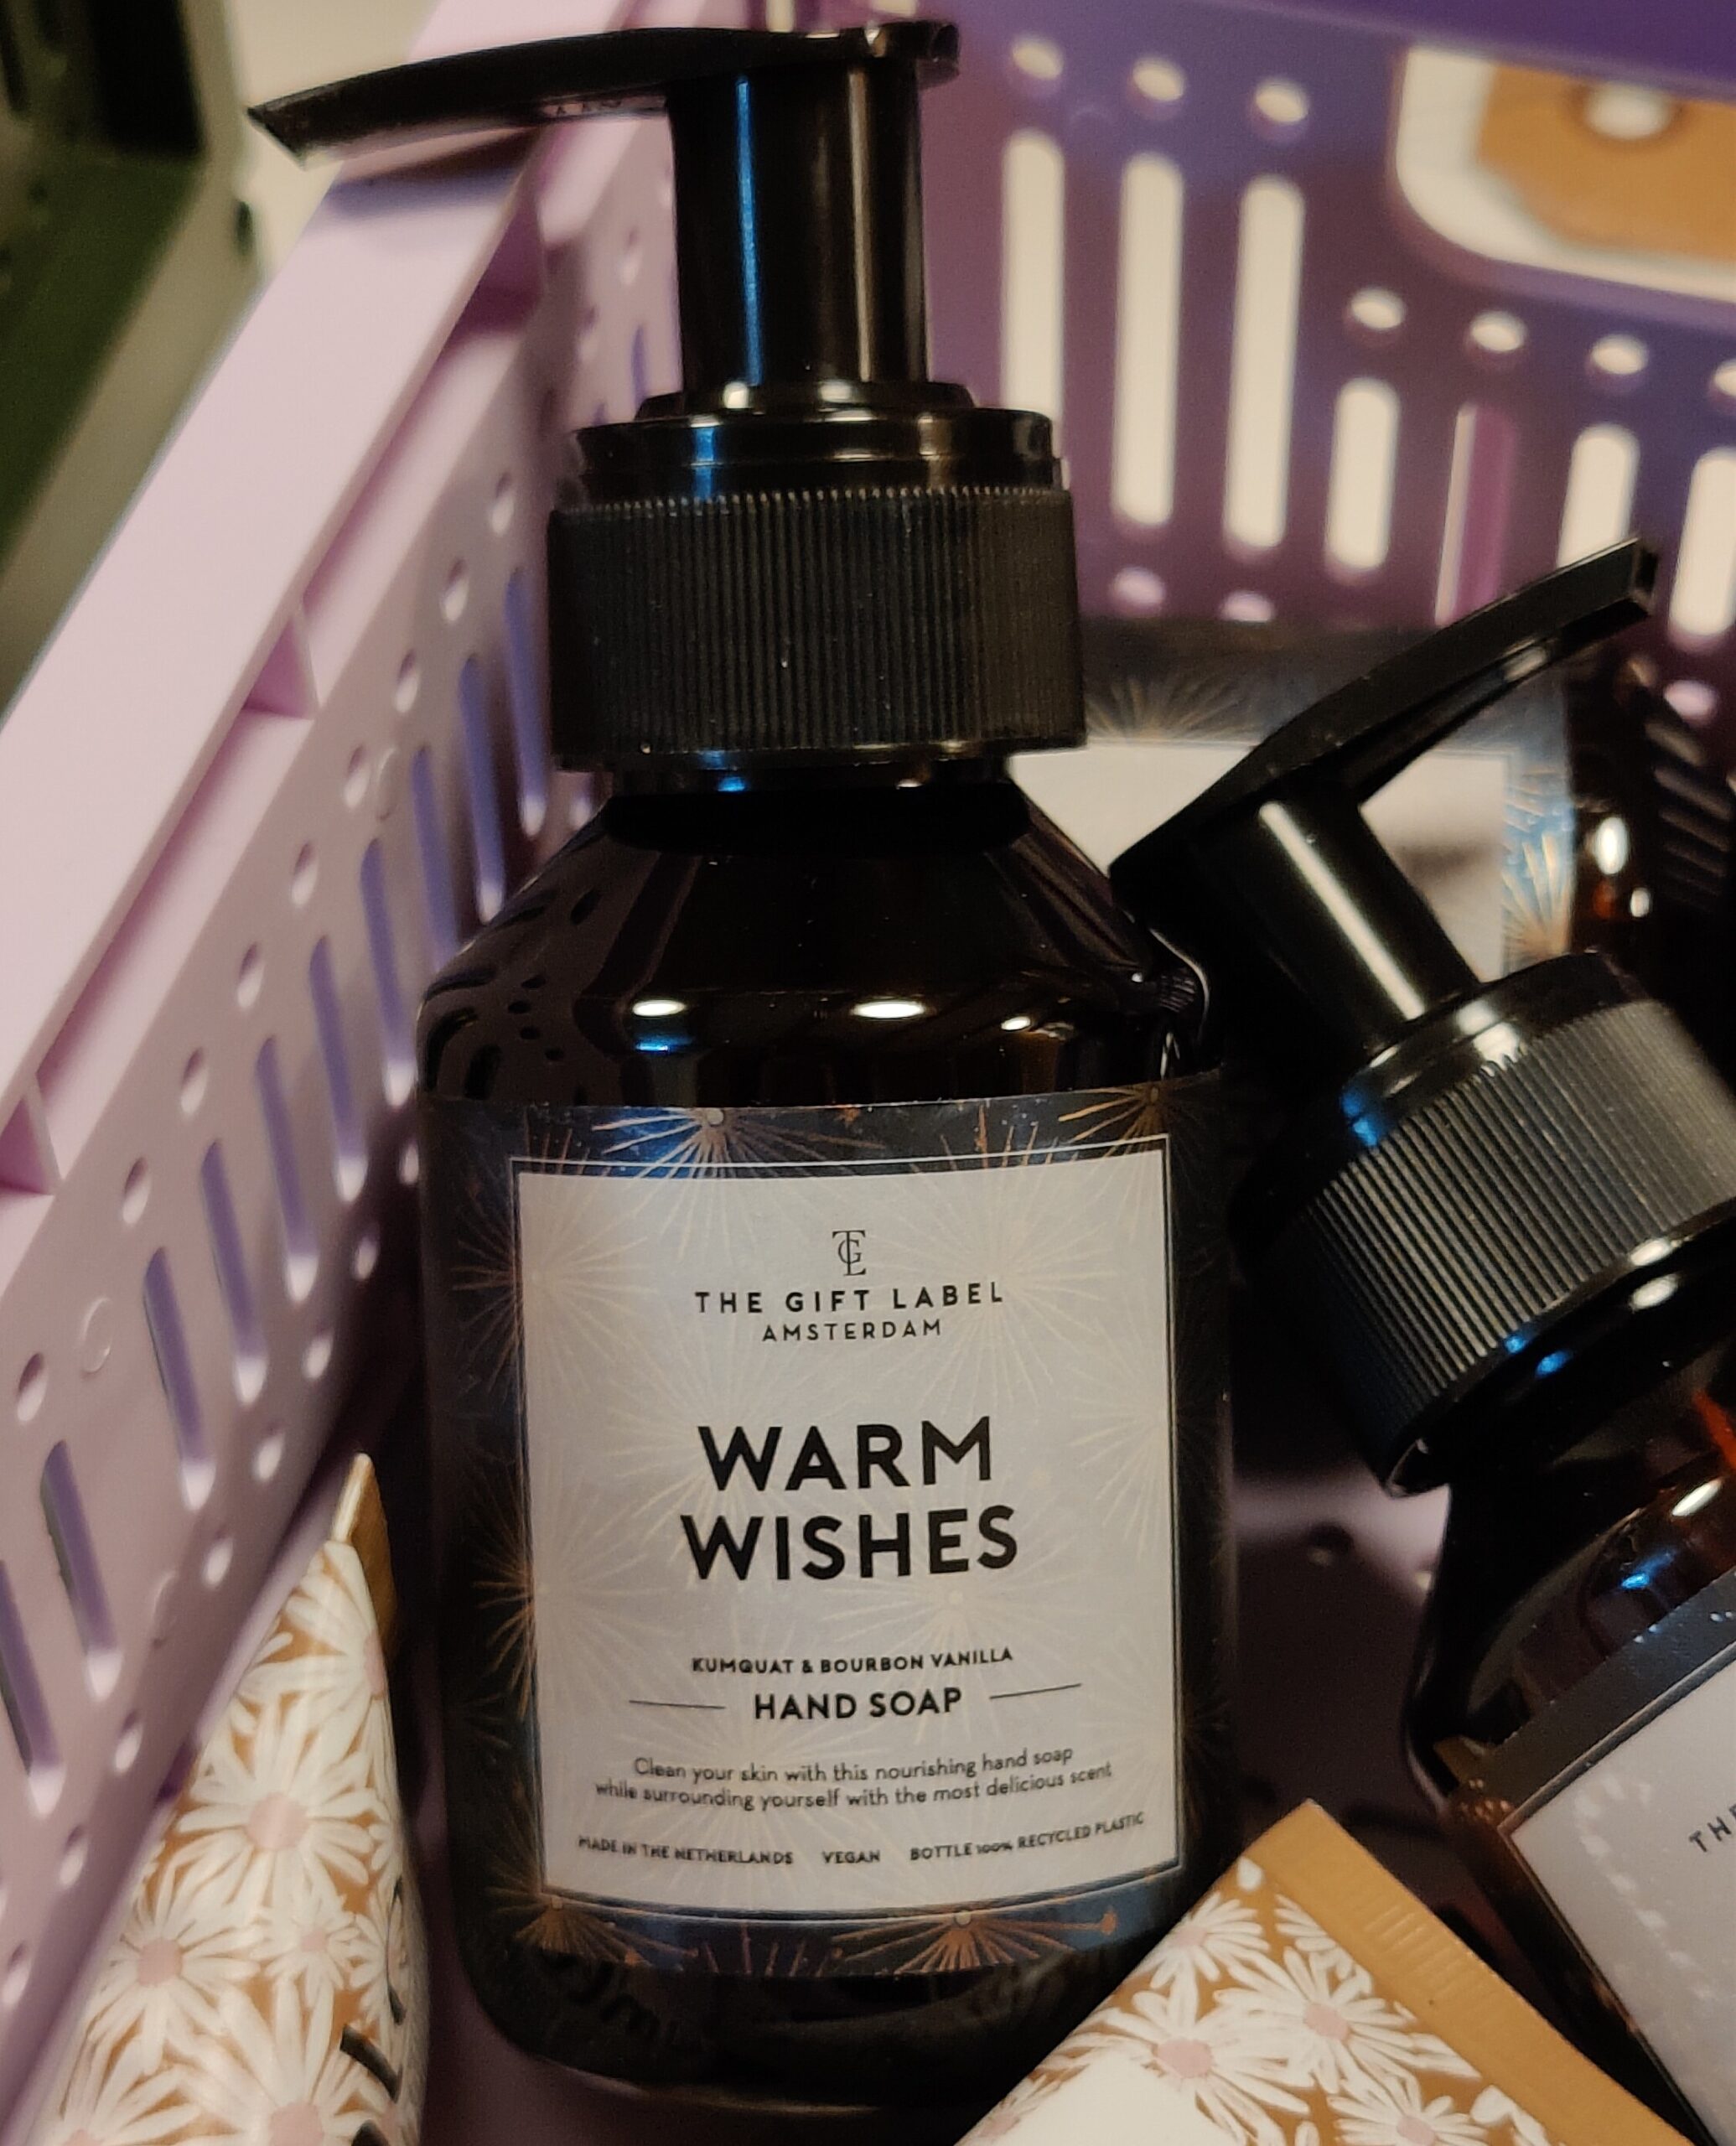 THE GIFT LABEL
AMSTERDAM
WARM
WISHES
KUMQUAT & BOURBON VANILLA
HAND SOAP
Clean your skin with this nourishing hand soap
while surrounding yourself with the most delicious scent
MADE IN THE NETHERLANDS VEGAN BOTTLE 100% RECYCLED PLASTIC